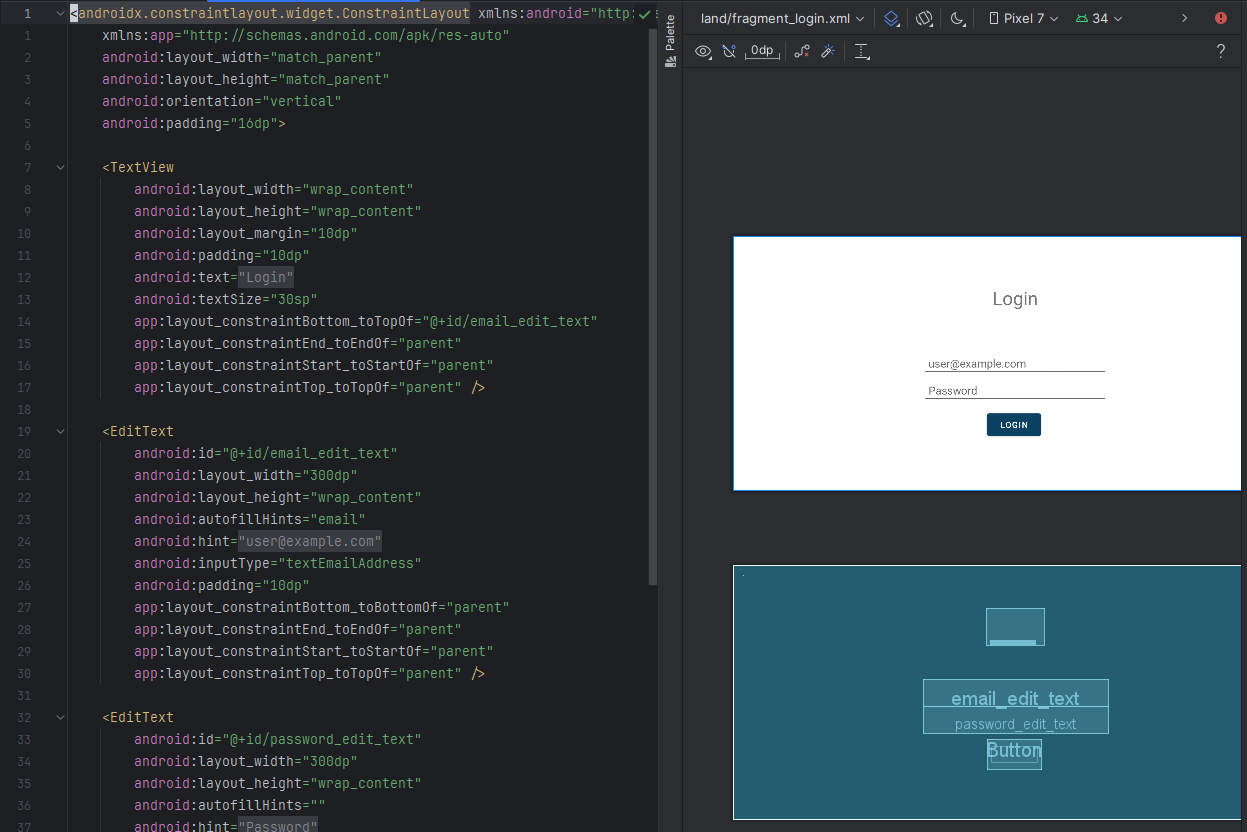 1 <androidx.constraintlayout.widget.ConstraintLayout xmlns:android="http:
1 xmlns:app="http://schemas.android.com/apk/res-auto"
2 android:layout_width="match_parent"
3 android:layout_height="match_parent"
4 android:orientation="vertical"
5 android:padding="16dp">
6
7 <TextView
8 android:layout_width="wrap_content"
9 android:layout_height="wrap_content"
10 android:layout_margin="10dp"
11 android:padding="10dp"
12 android:text="Login"
13 android:textSize="30sp"
14 app:layout_constraintBottom_toTopOf="@+id/email_edit_text"
15 app:layout_constraintEnd_toEndOf="parent"
16 app:layout_constraintStart_toStartOf="parent"
17 app:layout_constraintTop_toTopOf="parent" />
18
19 <EditText
20 android:id="@+id/email_edit_text"
21 android:layout_width="300dp"
22 android:layout_height="wrap_content"
23 android:autofillHints="email"
24 android:hint="user@example.com"
25 android:inputType="textEmailAddress"
26 android:padding="10dp"
27 app:layout_constraintBottom_toBottomOf="parent"
28 app:layout_constraintEnd_toEndOf="parent"
29 app:layout_constraintStart_toStartOf="parent"
30 app:layout_constraintTop_toTopOf="parent" />
31
32 <EditText
33 android:id="@+id/password_edit_text"
34 android:layout_width="300dp"
35 android:layout_height="wrap_content"
36 android:autofillHints=""
37 android:hint="Password"
Palette
land/fragment_login.xml
Pixel 7
34
0dp
?
Login
user@example.com
Password
LOGIN
email_edit_text
password_edit_text
Button